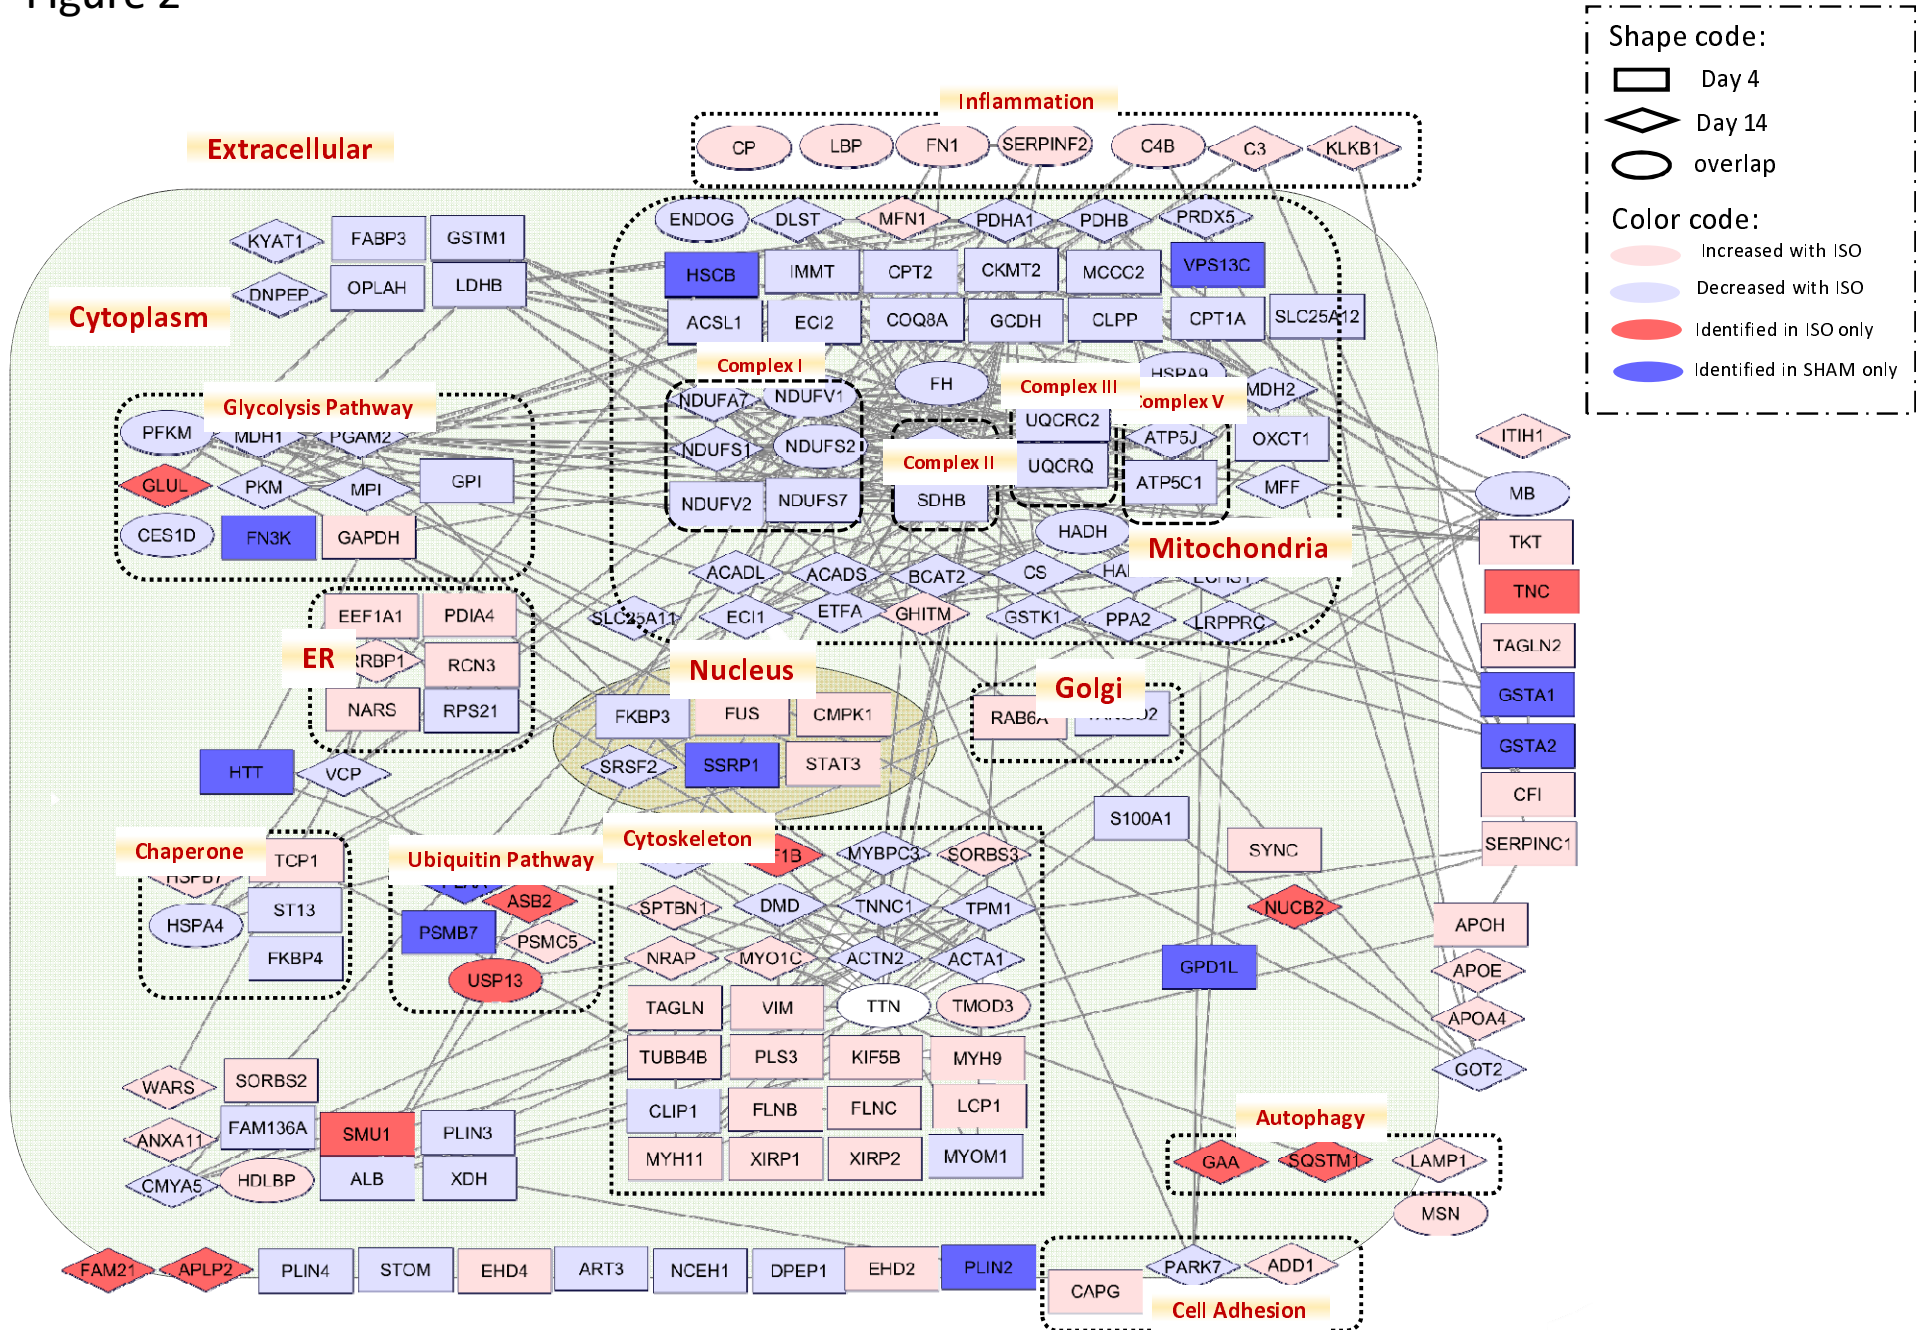 Figure 2
Shape code:
Day 4
Day 14
overlap
Color code:
Increased with ISO
Decreased with ISO
Identified in ISO only
Identified in SHAM only
Inflammation
CP LBP FN1 SERPINF2 C4B C3 KLKB1
Extracellular
KYAT1 FABP3 GSTM1
DNPEP OPLAH LDHB
Cytoplasm
ENDOG DLST MFN1 PDHA1 PDHB PRDX5
HSCB IMMT CPT2 CKMT2 MCCC2 VPS13C
ACSL1 ECI2 COQ8A GCDH CLPP CPT1A SLC25A12
Complex I
NDUFA7 NDUFV1
NDUFS1 NDUFS2
NDUFV2 NDUFS7
FH
Complex II
SDHB
Complex III
UQCRC2
UQCRQ
HSPA9 MDH2
Complex V
ATP5J OXCT1
ATP5C1 MFF
HADH
Mitochondria
ACADL ACADS BCAT2 CS
SLC25A11 ECI1 ETFA GHITM GSTK1 PPA2 LRPPRC
Glycolysis Pathway
PFKM MDH1 PGAM2
GLUL PKM MPI GPI
CES1D FN3K GAPDH
ER
EEF1A1 PDIA4
RRBP1 RCN3
NARS RPS21
HTT VCP
Nucleus
FKBP3 FUS CMPK1
SRSF2 SSRP1 STAT3
Golgi
RAB6A
S100A1
SYNC
NUCB2
GPD1L
ITIH1
MB
TKT
TNC
TAGLN2
GSTA1
GSTA2
CFI
SERPINC1
APOH
APOE
APOA4
GOT2
Chaperone
TCP1
HSPB7
ST13
HSPA4
FKBP4
Ubiquitin Pathway
ASB2
PSMB7 PSMC5
USP13
Cytoskeleton
MYBPC3 SORBS3
SPTBN1 DMD TNNC1 TPM1
NRAP MYO1C ACTN2 ACTA1
TAGLN VIM TTN TMOD3
TUBB4B PLS3 KIF5B MYH9
CLIP1 FLNB FLNC LCP1
MYH11 XIRP1 XIRP2 MYOM1
WARS SORBS2
ANXA11 FAM136A SMU1 PLIN3
CMYA5 HDLBP ALB XDH
Autophagy
GAA SQSTM1 LAMP1
MSN
FAM21 APLP2 PLIN4 STOM EHD4 ART3 NCEH1 DPEP1 EHD2 PLIN2
PARK7 ADD1
CAPG
Cell Adhesion